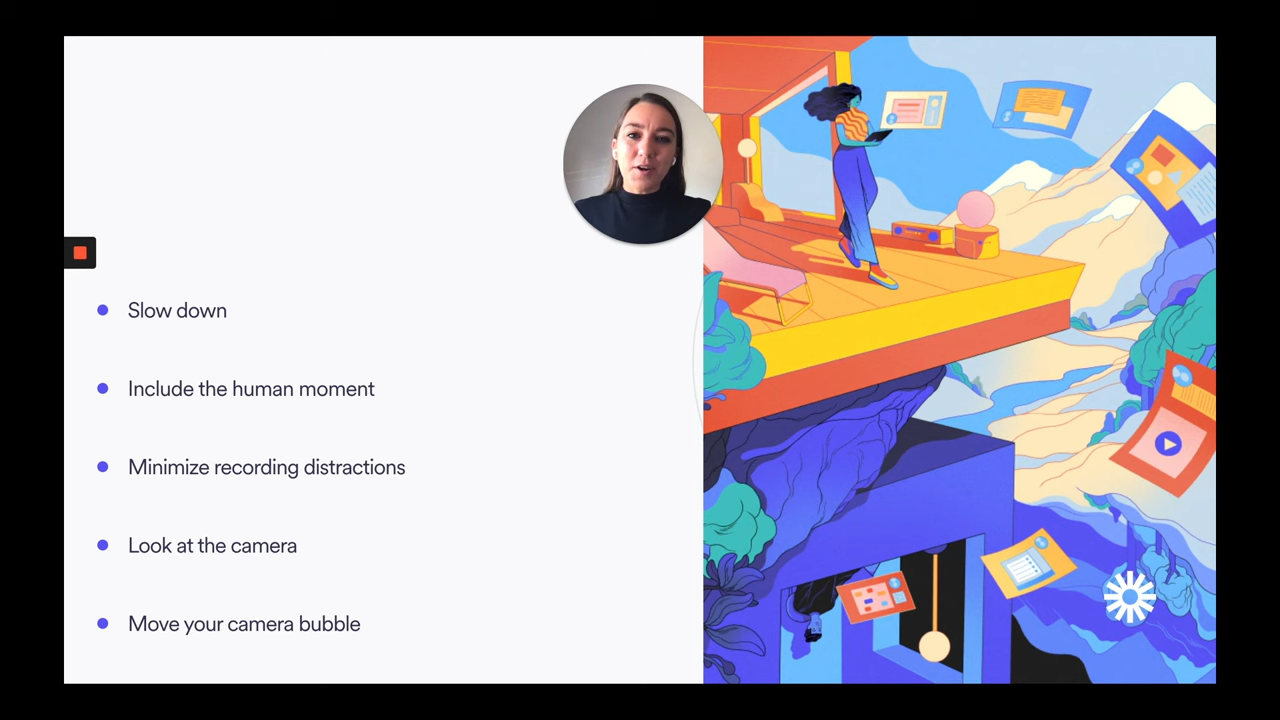 Slow down
Include the human moment
Minimize recording distractions
Look at the camera
Move your camera bubble